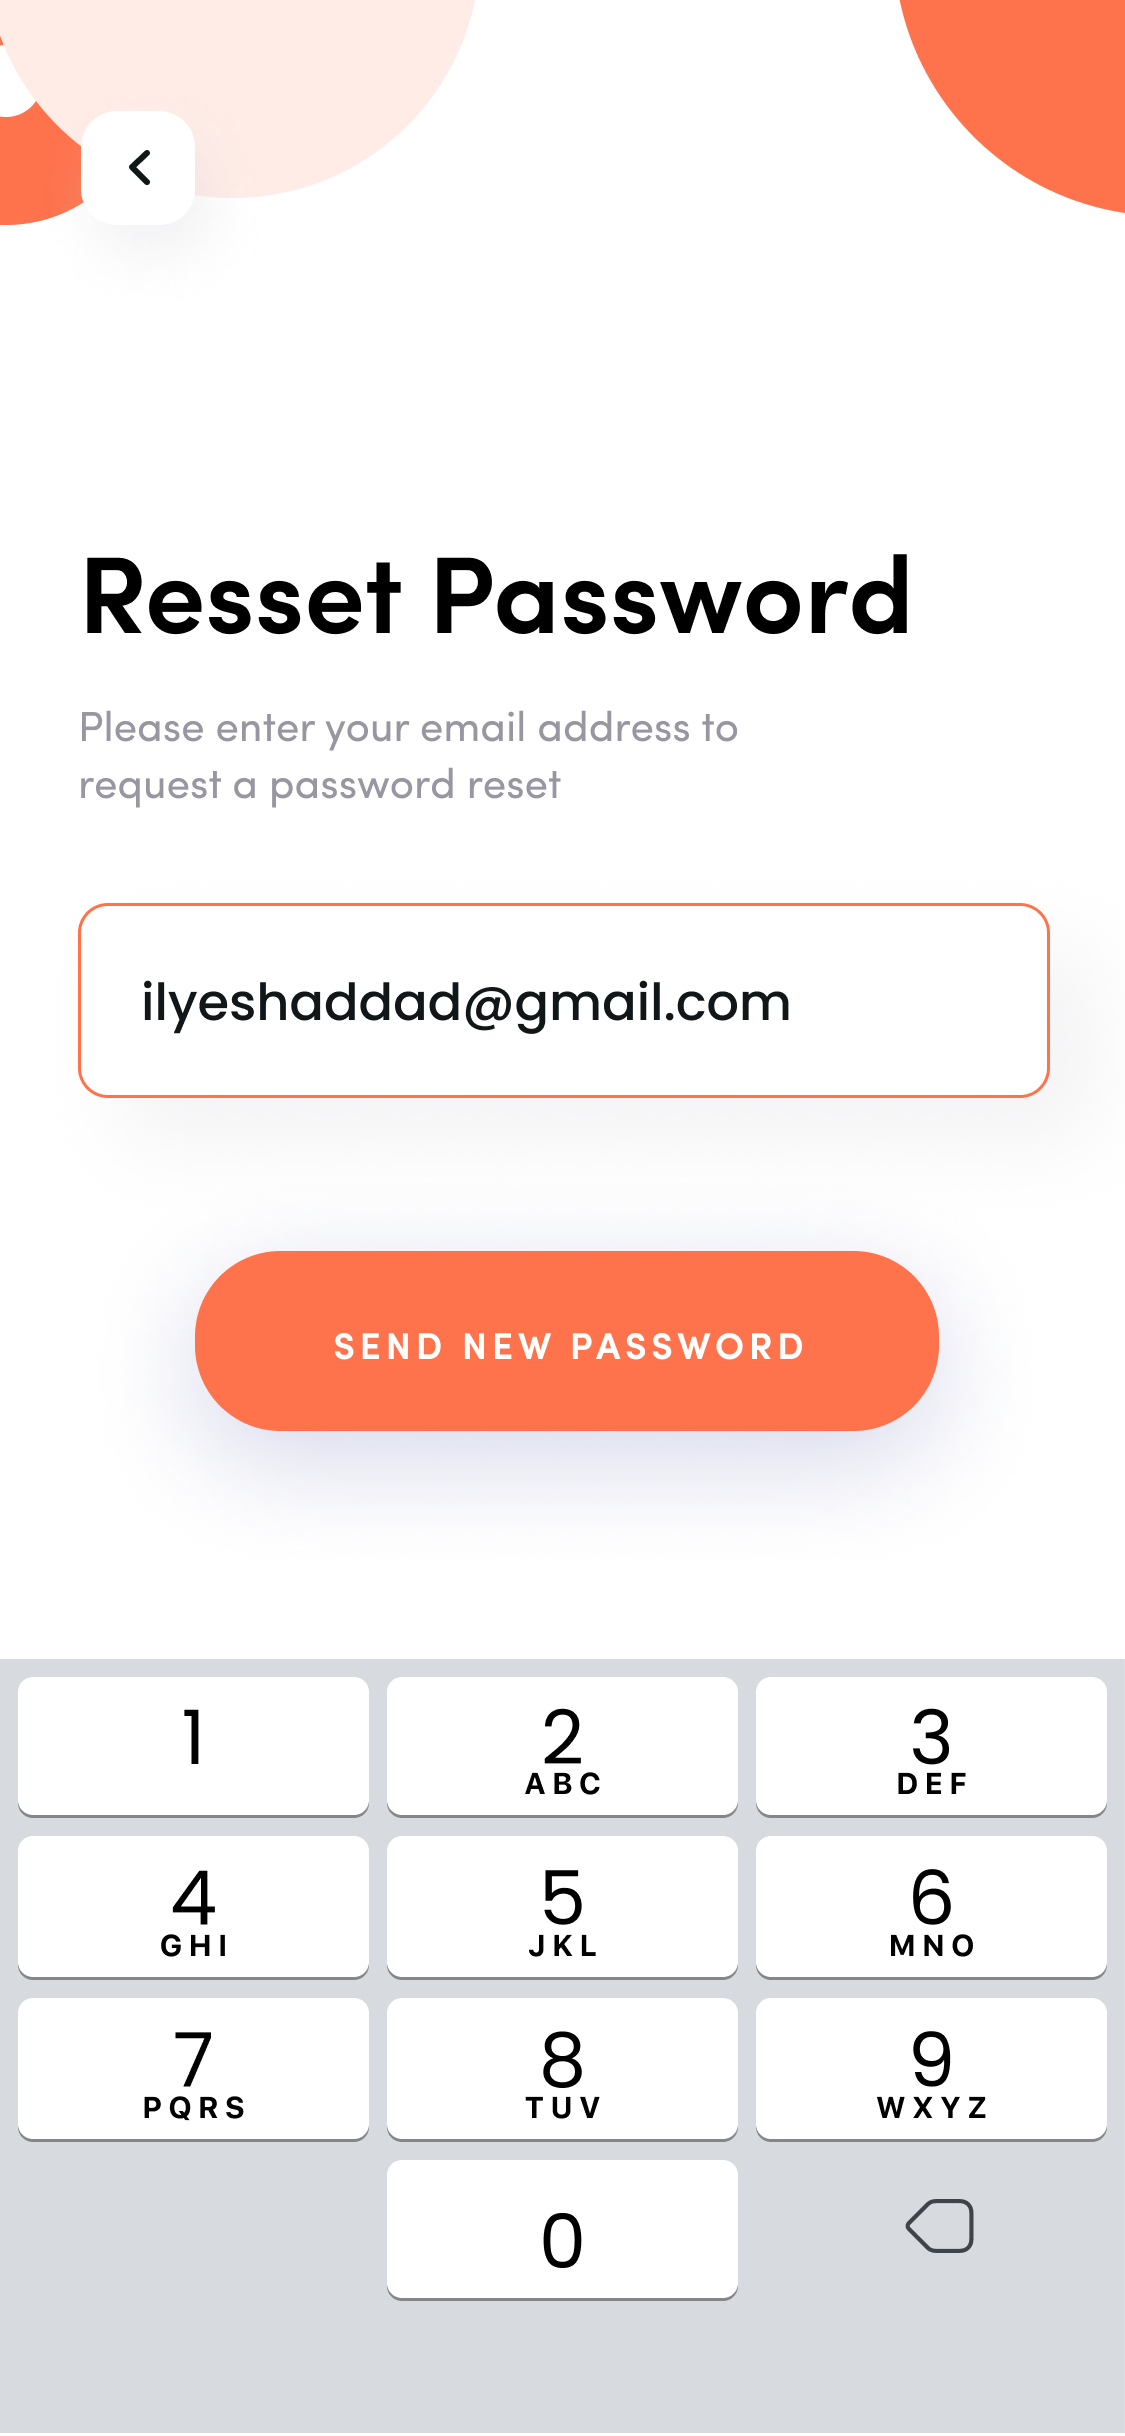 Resset Password
Please enter your email address to
request a password reset
ilyeshaddad@gmail.com
SEND NEW PASSWORD
1 2 3
ABC DEF
4 5 6
GHI JKL MNO
7 8 9
PQRS TUV WXYZ
0